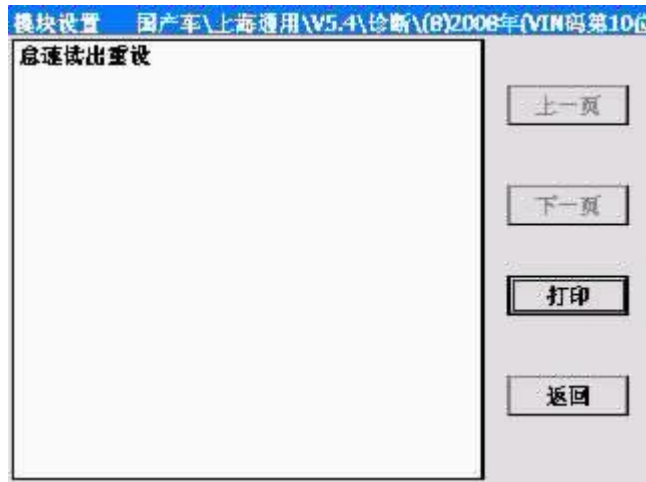 模块设置 国产车\上海通用\V5.4\诊断\(8)2008年(VIN码第10位
怠速读出重设
上一页
下一页
打印
返回